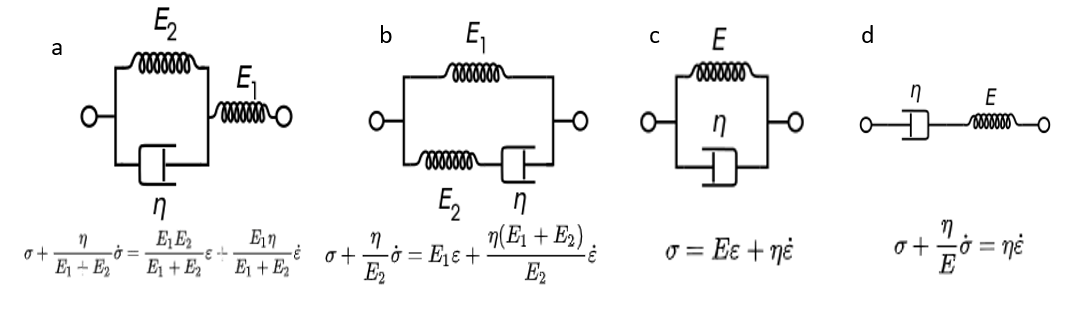 a
E₂
E₁
η
σ + η/(E₁ + E₂) σ̇ = E₁E₂/(E₁ + E₂) ε + E₁η/(E₁ + E₂) ε̇
b
E₁
E₂
η
σ + η/E₂ σ̇ = E₁ε + η(E₁ + E₂)/E₂ ε̇
c
E
η
σ = Eε + ηε̇
d
η
E
σ + η/E σ̇ = ηε̇